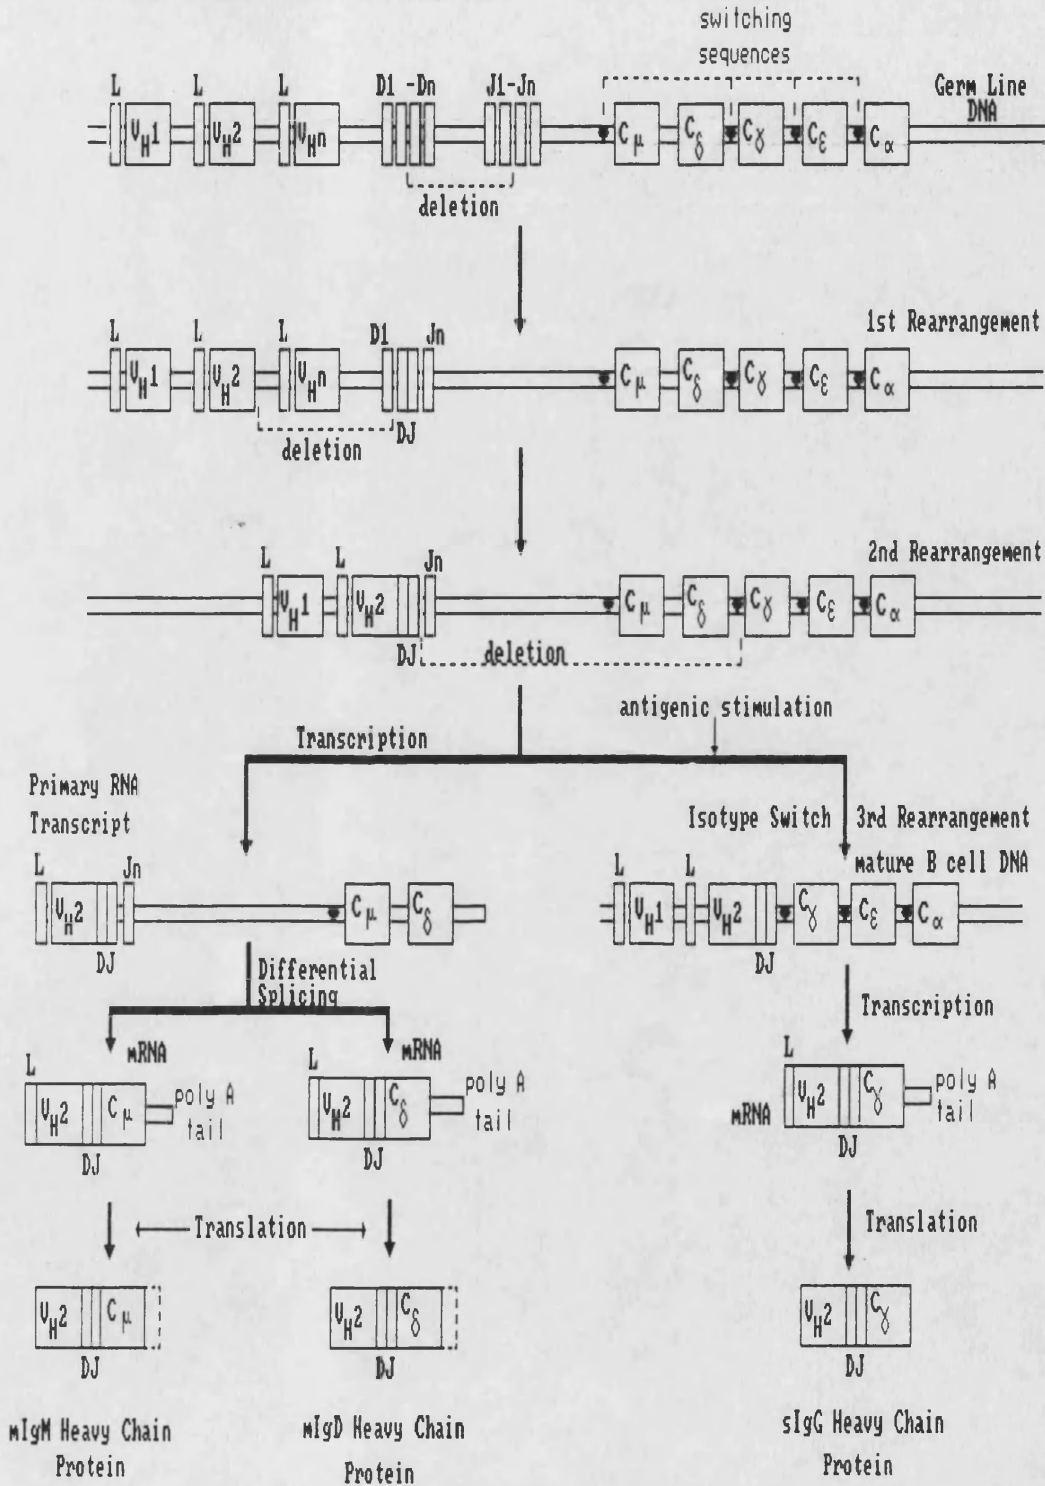 switching
sequences
L L L D1 -Dn J1-Jn Germ Line
DNA
VH1 VH2 VHn Cμ Cδ Cγ Cε Cα
deletion
1st Rearrangement
L L L D1 Jn
VH1 VH2 VHn Cμ Cδ Cγ Cε Cα
deletion DJ
2nd Rearrangement
L L Jn
VH1 VH2 Cμ Cδ Cγ Cε Cα
DJ deletion
antigenic stimulation
Transcription
Primary RNA
Transcript
Isotype Switch 3rd Rearrangement
mature B cell DNA
L Jn
VH2 Cμ Cδ
DJ
L L
VH1 VH2 Cγ Cε Cα
DJ
Differential
Splicing
Transcription
mRNA mRNA
L L L
VH2 Cμ poly A
tail
DJ
VH2 Cδ poly A
tail
DJ
mRNA VH2 Cγ poly A
tail
DJ
Translation Translation
VH2 Cμ VH2 Cδ VH2 Cγ
DJ DJ DJ
mIgM Heavy Chain
Protein
mIgD Heavy Chain
Protein
sIgG Heavy Chain
Protein